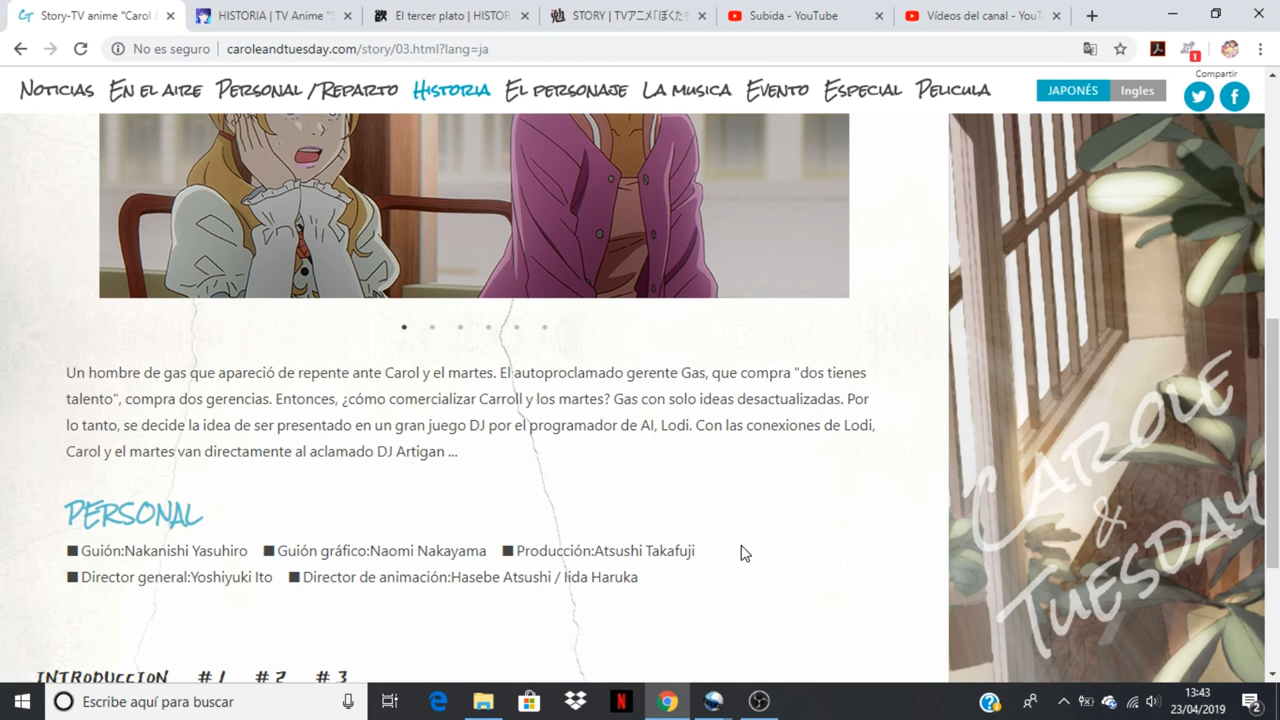 Story-TV anime "Carol &
HISTORIA | TV Anime "S
El tercer plato | HISTOR
STORY | TVアニメ「ぼくたち
Subida - YouTube
Vídeos del canal - YouT
No es seguro
caroleandtuesday.com/story/03.html?lang=ja
1
Noticias En el aire Personal / Reparto Historia El personaje La musica Evento Especial Pelicula
JAPONÉS Ingles
Compartir
Un hombre de gas que apareció de repente ante Carol y el martes. El autoproclamado gerente Gas, que compra "dos tienes
talento", compra dos gerencias. Entonces, ¿cómo comercializar Carroll y los martes? Gas con solo ideas desactualizadas. Por
lo tanto, se decide la idea de ser presentado en un gran juego DJ por el programador de AI, Lodi. Con las conexiones de Lodi,
Carol y el martes van directamente al aclamado DJ Artigan ...
CAROLE
&
TUESDAY
PERSONAL
■ Guión:Nakanishi Yasuhiro ■ Guión gráfico:Naomi Nakayama ■ Producción:Atsushi Takafuji
■ Director general:Yoshiyuki Ito ■ Director de animación:Hasebe Atsushi / Iida Haruka
INTRODUCCION #1 #2 #3
Escribe aquí para buscar
13:43
23/04/2019
2